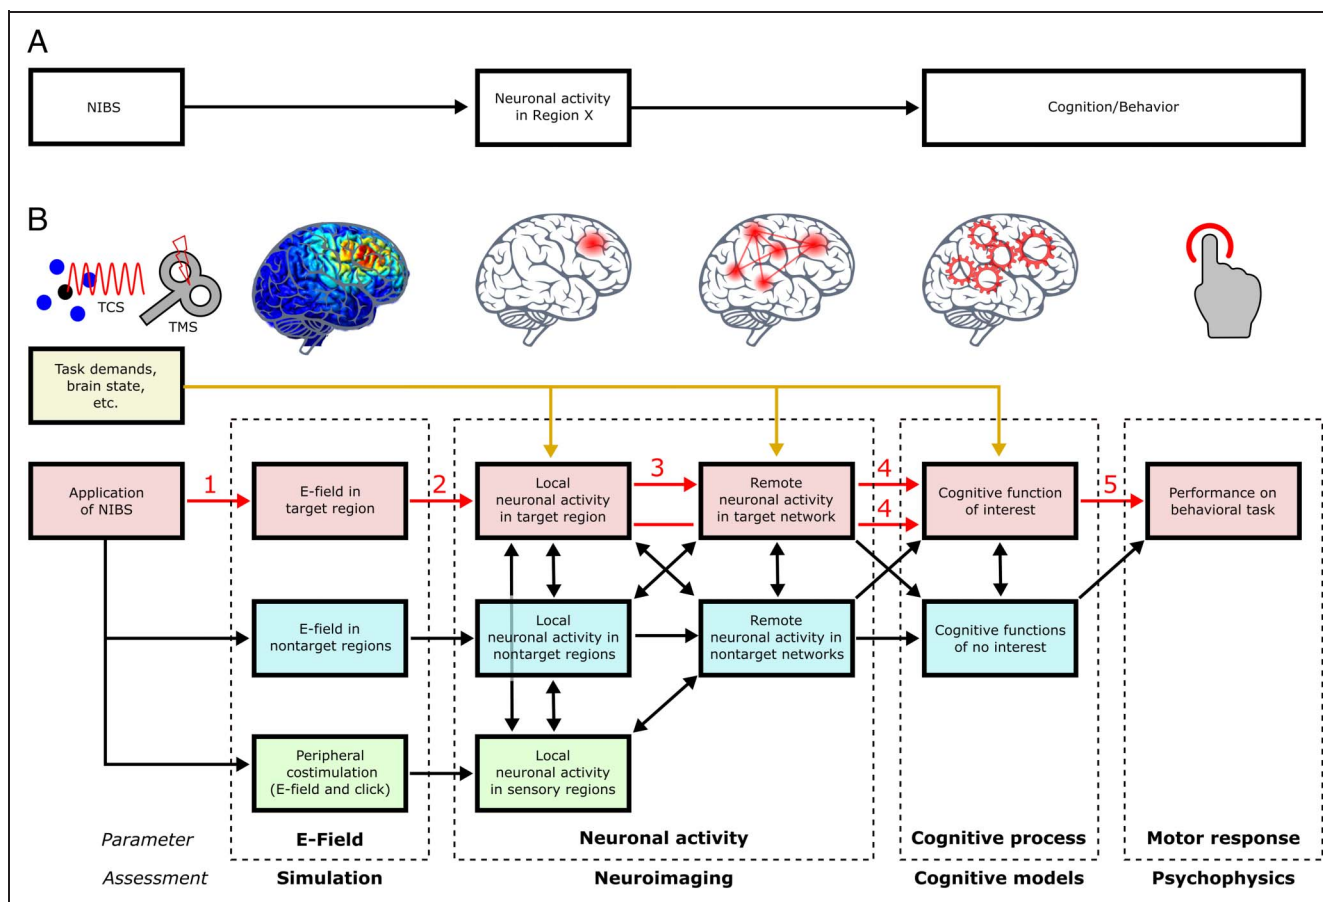 A
NIBS
Neuronal activity
in Region X
Cognition/Behavior
B
TCS
TMS
Task demands,
brain state,
etc.
Application
of NIBS
1
E-field in
target region
2
Local
neuronal activity
in target region
3
Remote
neuronal activity
in target network
4
4
Cognitive function
of interest
5
Performance on
behavioral task
E-field in
nontarget regions
Local
neuronal activity in
nontarget regions
Remote
neuronal activity in
nontarget networks
Cognitive functions
of no interest
Peripheral
costimulation
(E-field and click)
Local
neuronal activity
in sensory regions
Parameter
E-Field
Neuronal activity
Cognitive process
Motor response
Assessment
Simulation
Neuroimaging
Cognitive models
Psychophysics